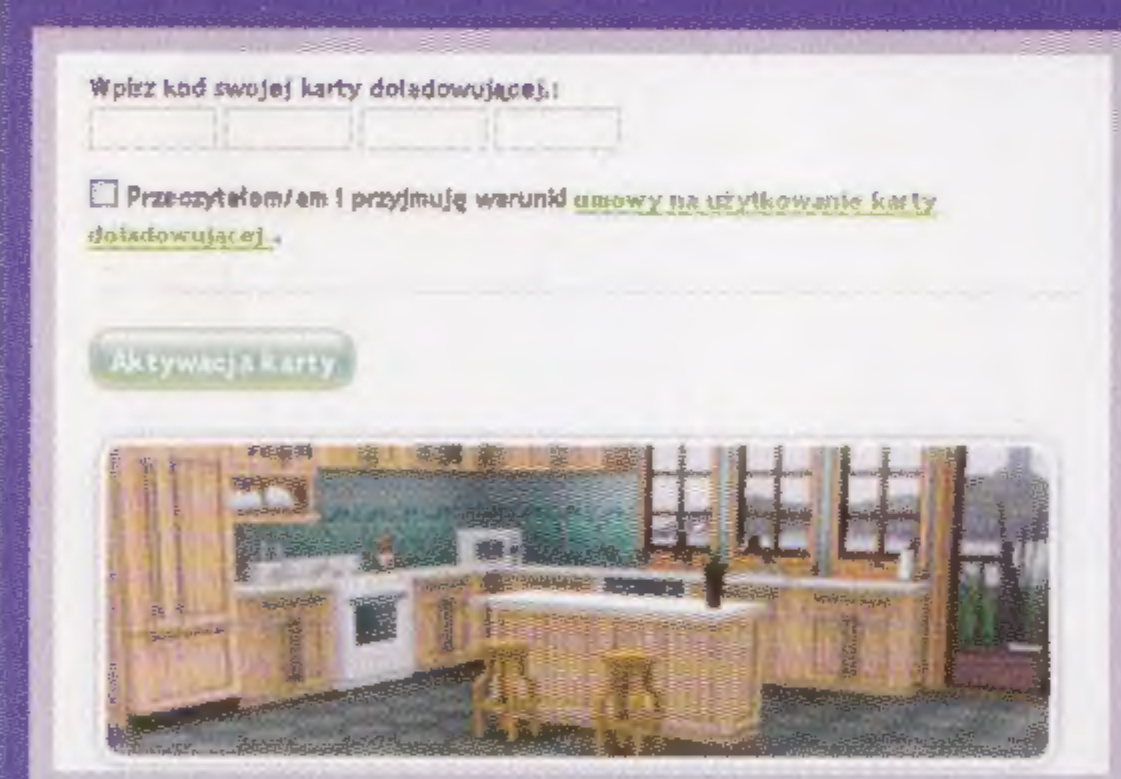 Wpisz kod swojej karty doładowującej.:
Przeczytałem/am i przyjmuję warunki umowy na użytkowanie karty
doładowującej .
Aktywacja karty